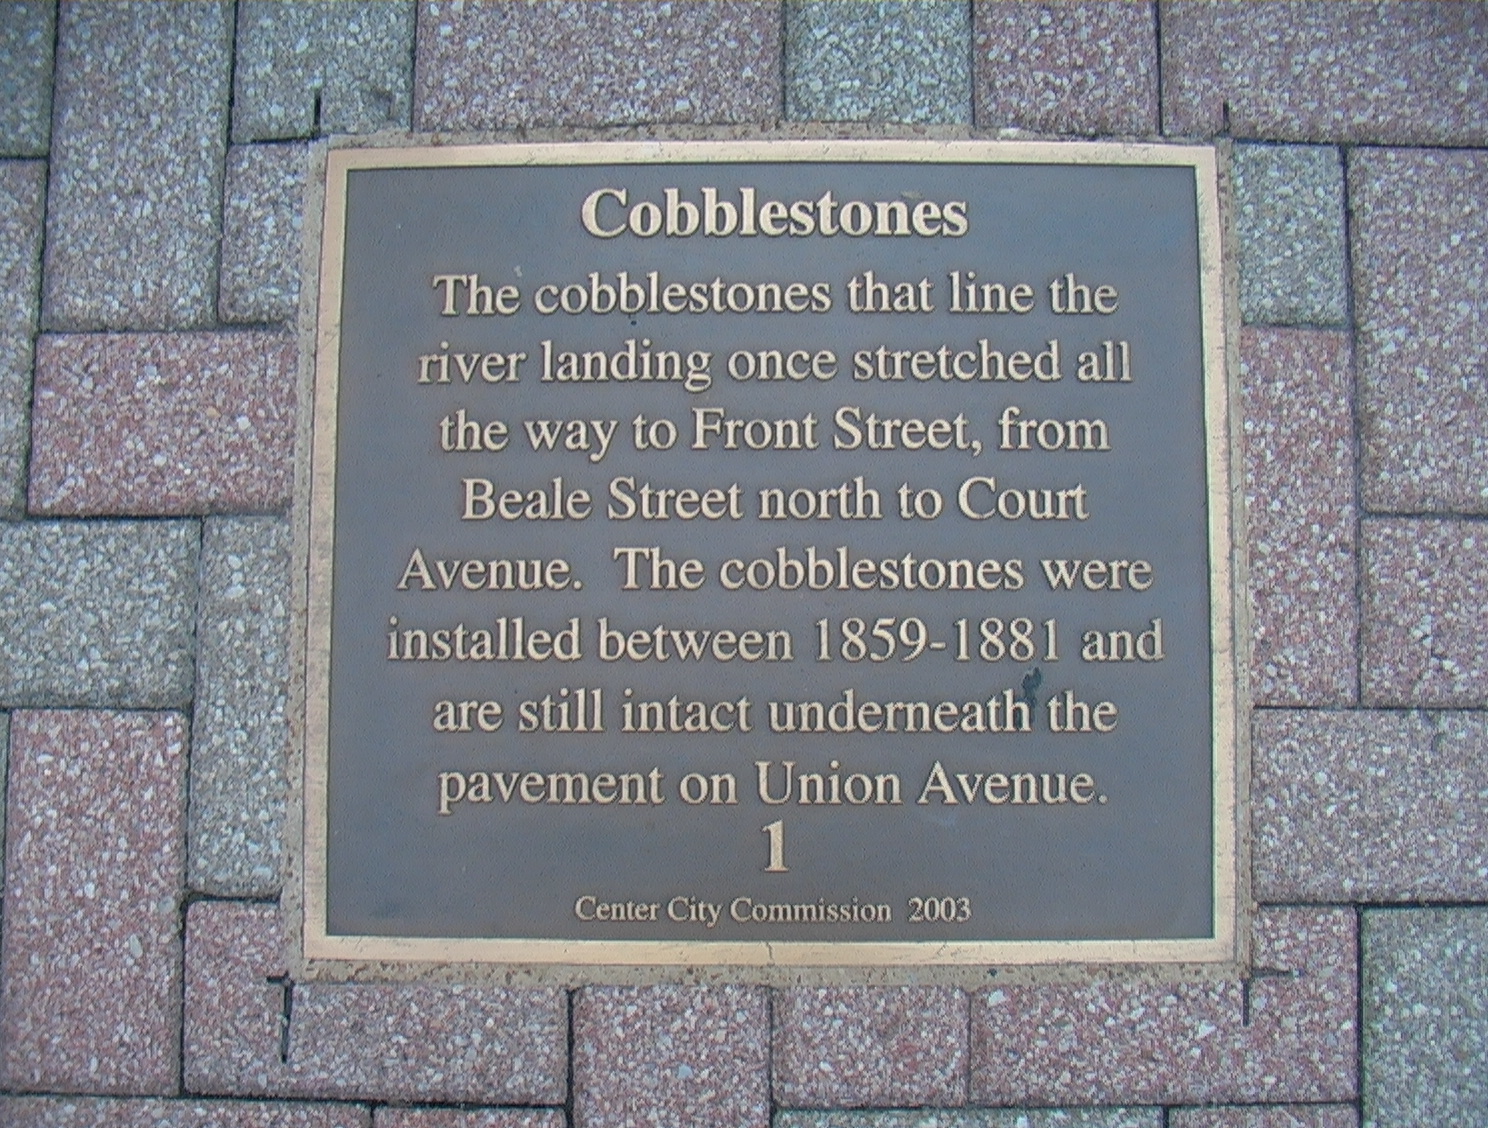 Cobblestones
The cobblestones that line the
river landing once stretched all
the way to Front Street, from
Beale Street north to Court
Avenue. The cobblestones were
installed between 1859-1881 and
are still intact underneath the
pavement on Union Avenue.
1
Center City Commission 2003